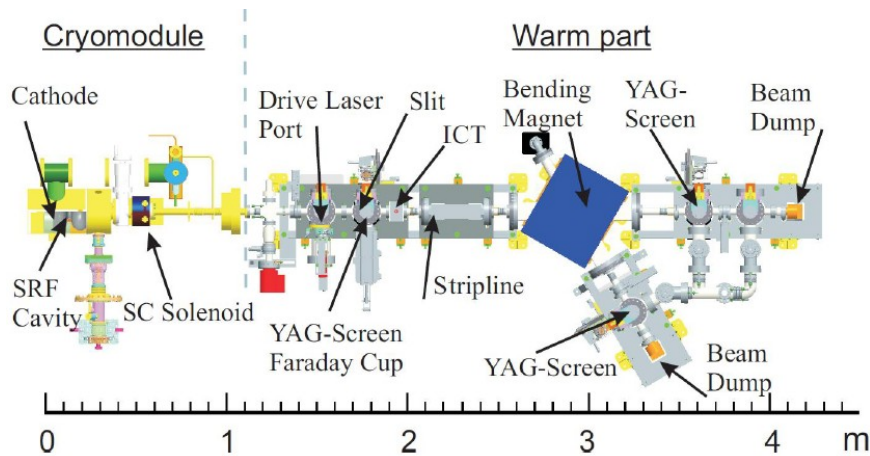 Cryomodule
Warm part
Cathode
Drive Laser
Port
Slit
ICT
Bending
Magnet
YAG-
Screen
Beam
Dump
SRF
Cavity
SC Solenoid
YAG-Screen
Faraday Cup
Stripline
YAG-Screen
Beam
Dump
0 1 2 3 4 m